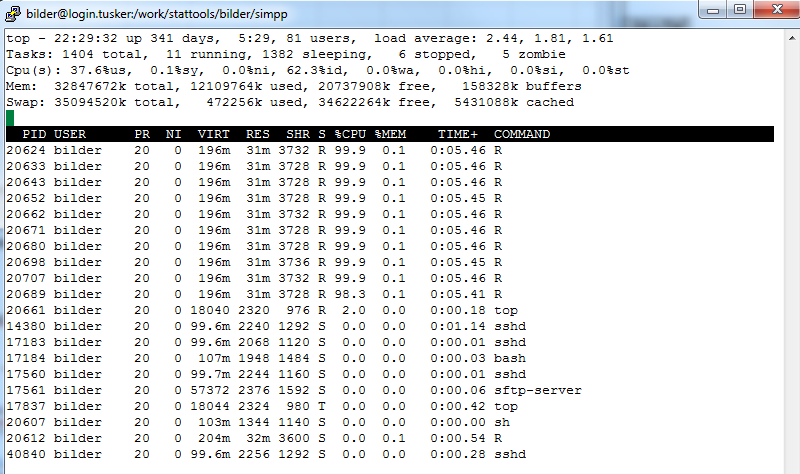 bilder@login.tusker:/work/stattools/bilder/simpp
top - 22:29:32 up 341 days,  5:29, 81 users,  load average: 2.44, 1.81, 1.61
Tasks: 1404 total,  11 running, 1382 sleeping,   6 stopped,   5 zombie
Cpu(s): 37.6%us,  0.1%sy,  0.0%ni, 62.3%id,  0.0%wa,  0.0%hi,  0.0%si,  0.0%st
Mem:  32847672k total, 12109764k used, 20737908k free,   158328k buffers
Swap: 35094520k total,   472256k used, 34622264k free,  5431088k cached
  PID USER      PR  NI  VIRT  RES  SHR S %CPU %MEM    TIME+  COMMAND
20624 bilder    20   0  196m  31m 3732 R 99.9  0.1   0:05.46 R
20633 bilder    20   0  196m  31m 3728 R 99.9  0.1   0:05.46 R
20643 bilder    20   0  196m  31m 3728 R 99.9  0.1   0:05.46 R
20652 bilder    20   0  196m  31m 3728 R 99.9  0.1   0:05.45 R
20662 bilder    20   0  196m  31m 3732 R 99.9  0.1   0:05.46 R
20671 bilder    20   0  196m  31m 3728 R 99.9  0.1   0:05.46 R
20680 bilder    20   0  196m  31m 3728 R 99.9  0.1   0:05.46 R
20698 bilder    20   0  196m  31m 3736 R 99.9  0.1   0:05.45 R
20707 bilder    20   0  196m  31m 3732 R 99.9  0.1   0:05.46 R
20689 bilder    20   0  196m  31m 3728 R 98.3  0.1   0:05.41 R
20661 bilder    20   0 18040 2320  976 R  2.0  0.0   0:00.18 top
14380 bilder    20   0 99.6m 2240 1292 S  0.0  0.0   0:01.14 sshd
17183 bilder    20   0 99.6m 2068 1120 S  0.0  0.0   0:00.01 sshd
17184 bilder    20   0  107m 1948 1484 S  0.0  0.0   0:00.03 bash
17560 bilder    20   0 99.7m 2244 1160 S  0.0  0.0   0:00.01 sshd
17561 bilder    20   0 57372 2376 1592 S  0.0  0.0   0:00.06 sftp-server
17837 bilder    20   0 18044 2324  980 T  0.0  0.0   0:00.42 top
20607 bilder    20   0  103m 1344 1140 S  0.0  0.0   0:00.00 sh
20612 bilder    20   0  204m  32m 3600 S  0.0  0.1   0:00.54 R
40840 bilder    20   0 99.6m 2256 1292 S  0.0  0.0   0:00.28 sshd